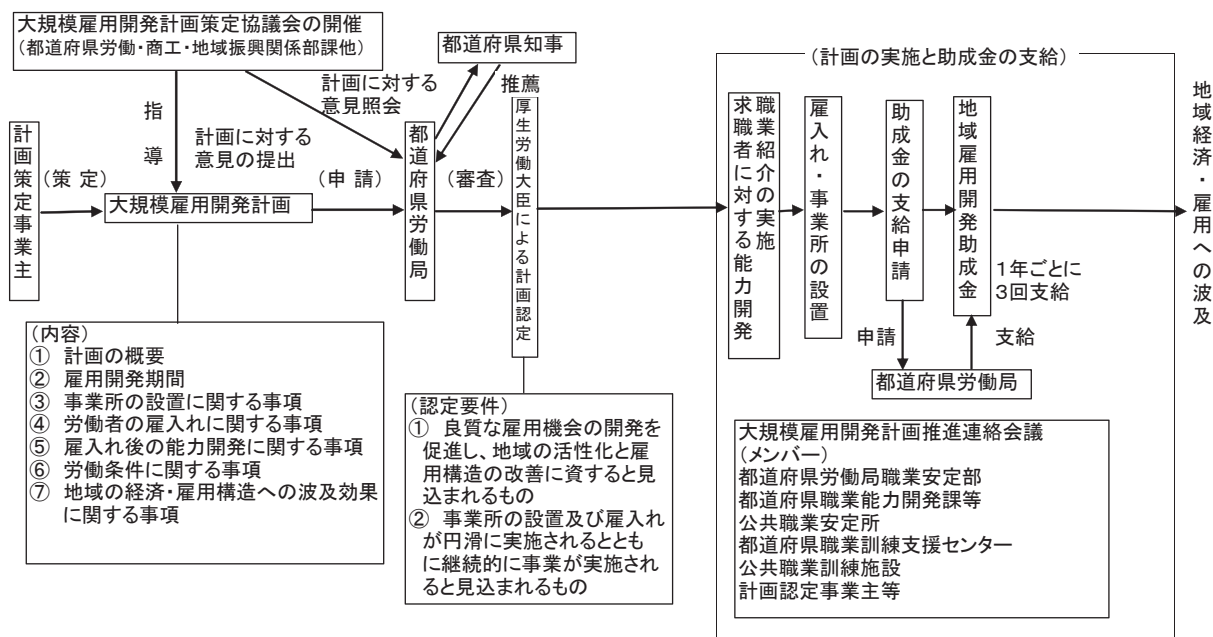 大規模雇用開発計画策定協議会の開催
(都道府県労働・商工・地域振興関係部課他)
都道府県知事
(計画の実施と助成金の支給)
計画に対する
意見照会
推薦
指導
計画に対する
意見の提出
計画策定事業主
(策定)
大規模雇用開発計画
(申請)
都道府県労働局
(審査)
厚生労働大臣による計画認定
職業紹介の実施
求職者に対する能力開発
雇入れ・事業所の設置
助成金の支給申請
地域雇用開発助成金
1年ごとに
3回支給
地域経済・雇用への波及
申請
支給
都道府県労働局
(内容)
① 計画の概要
② 雇用開発期間
③ 事業所の設置に関する事項
④ 労働者の雇入れに関する事項
⑤ 雇入れ後の能力開発に関する事項
⑥ 労働条件に関する事項
⑦ 地域の経済・雇用構造への波及効果
に関する事項
(認定要件)
① 良質な雇用機会の開発を
促進し、地域の活性化と雇
用構造の改善に資すると見
込まれるもの
② 事業所の設置及び雇入れ
が円滑に実施されるととも
に継続的に事業が実施され
ると見込まれるもの
大規模雇用開発計画推進連絡会議
(メンバー)
都道府県労働局職業安定部
都道府県職業能力開発課等
公共職業安定所
都道府県職業訓練支援センター
公共職業訓練施設
計画認定事業主等